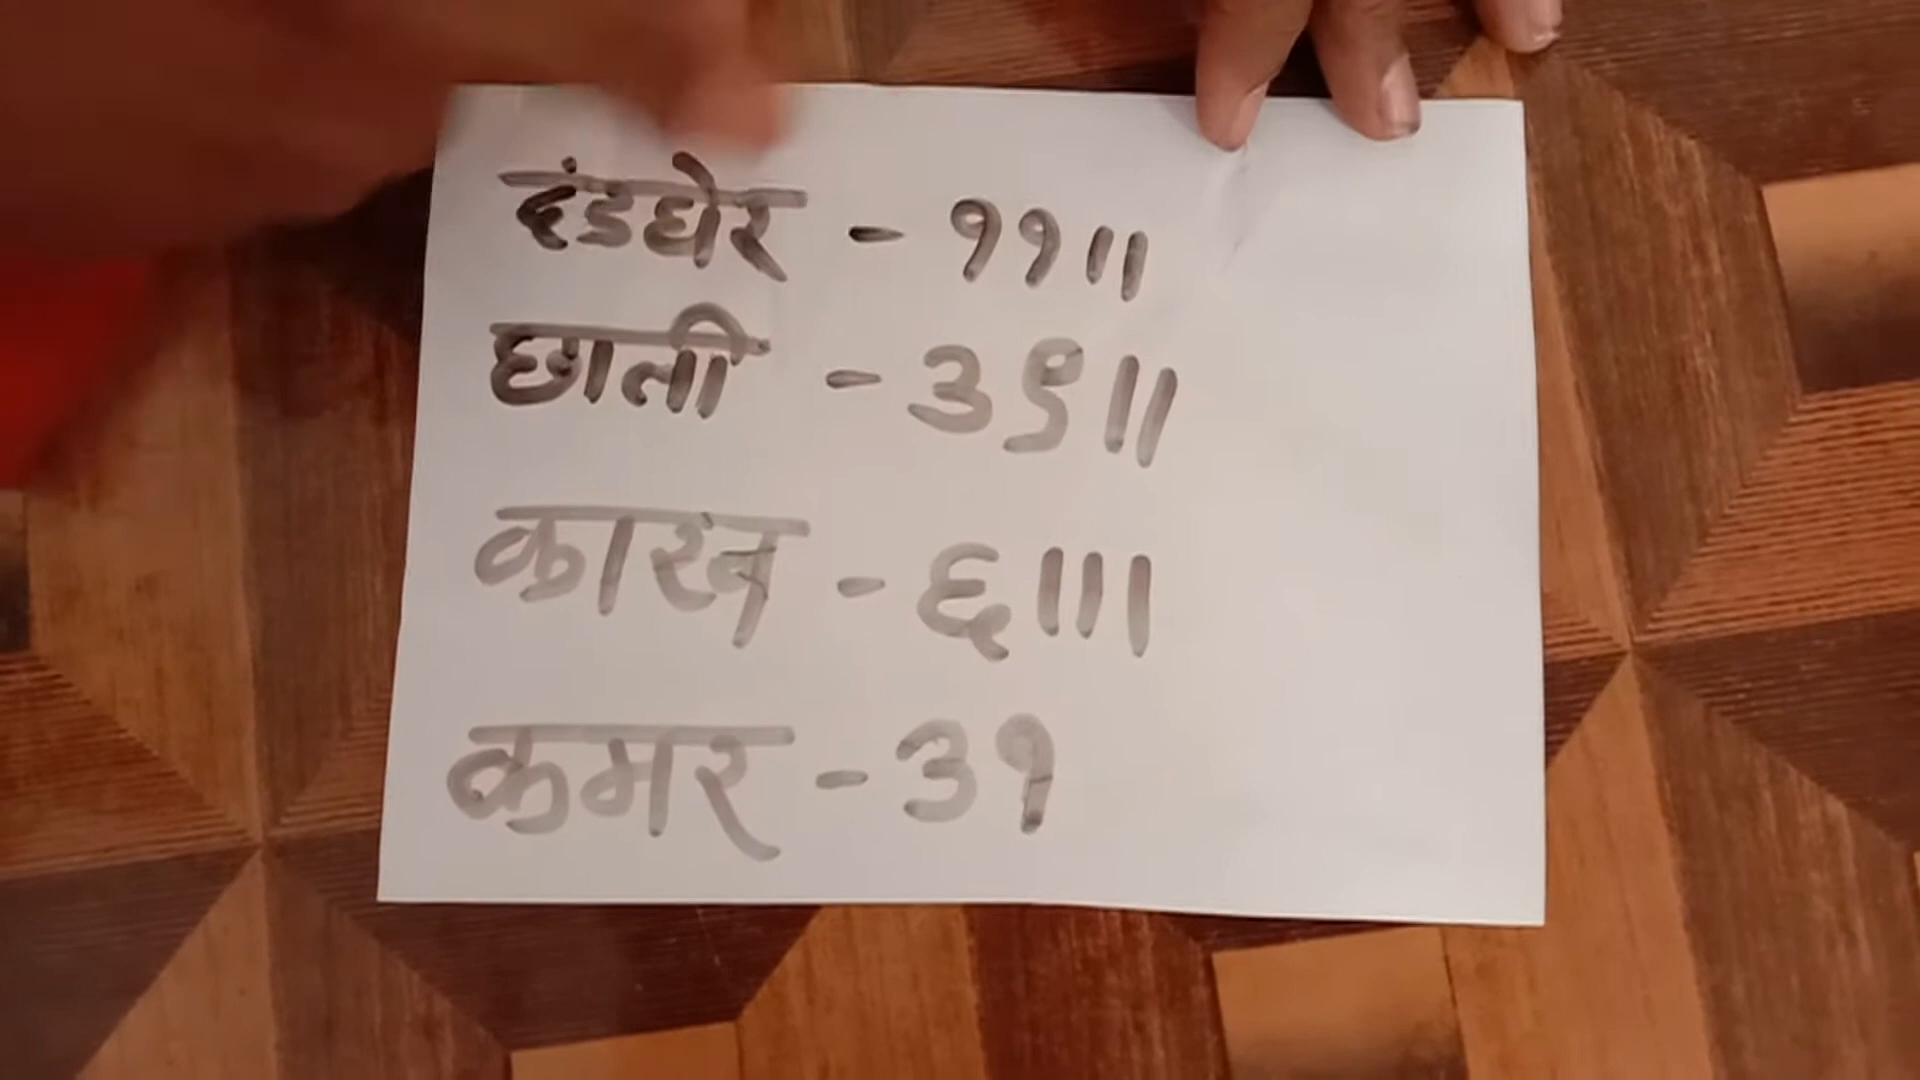 दंडघेर - ११॥
छाती - ३९॥
काख - ६॥।
कमर - ३१